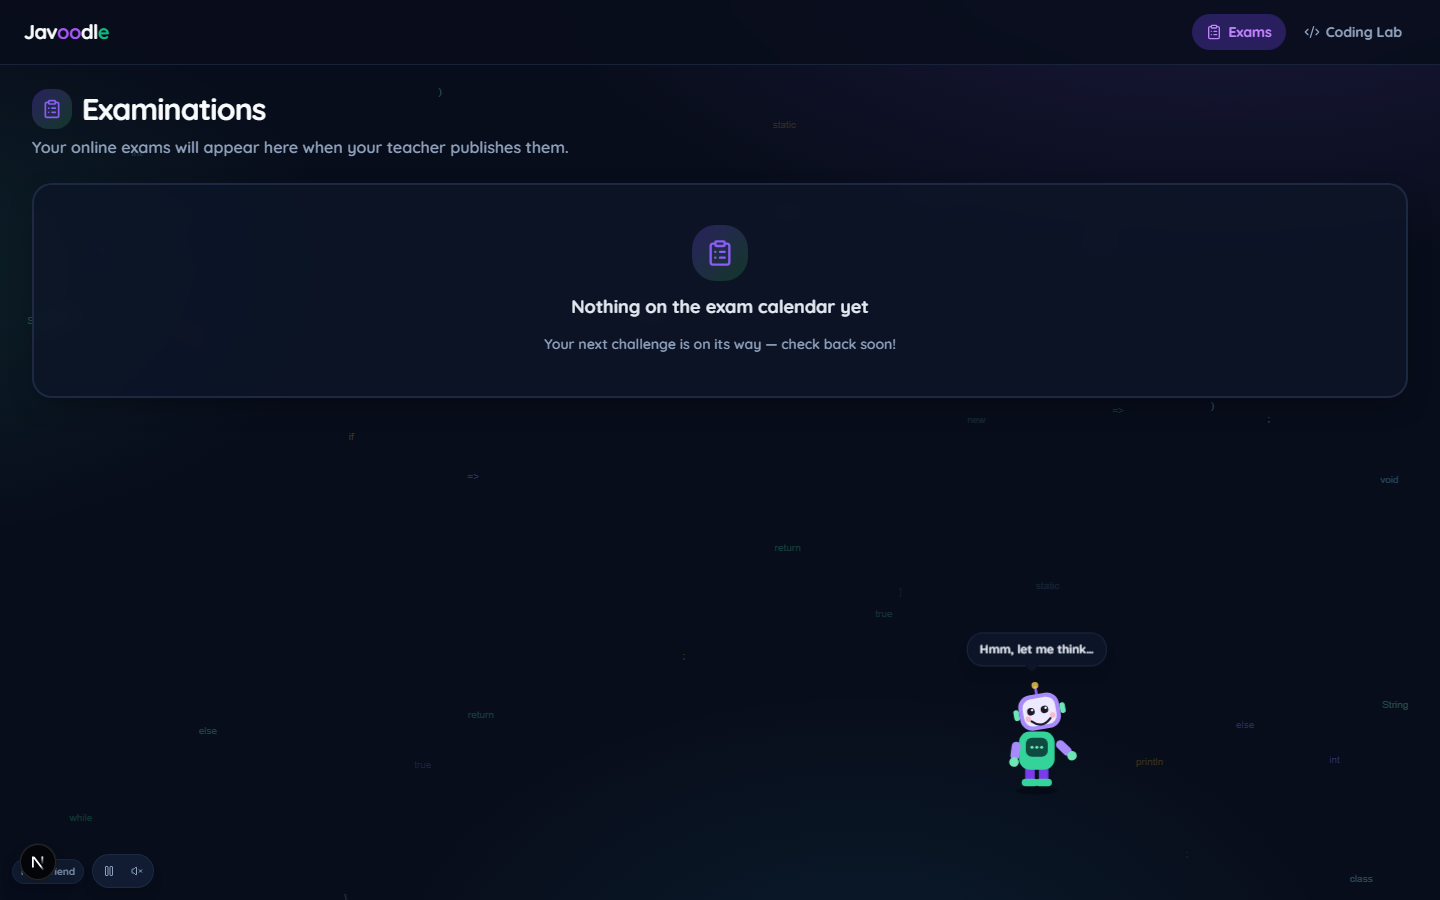 Javoodle
Exams
</> Coding Lab
Examinations
)
static
Your online exams will appear here when your teacher publishes them.
Nothing on the exam calendar yet
Your next challenge is on its way — check back soon!
S
=>
)
new
;
if
=>
void
return
static
true
;
Hmm, let me think...
String
return
else
else
println
int
true
while
N
iend
class